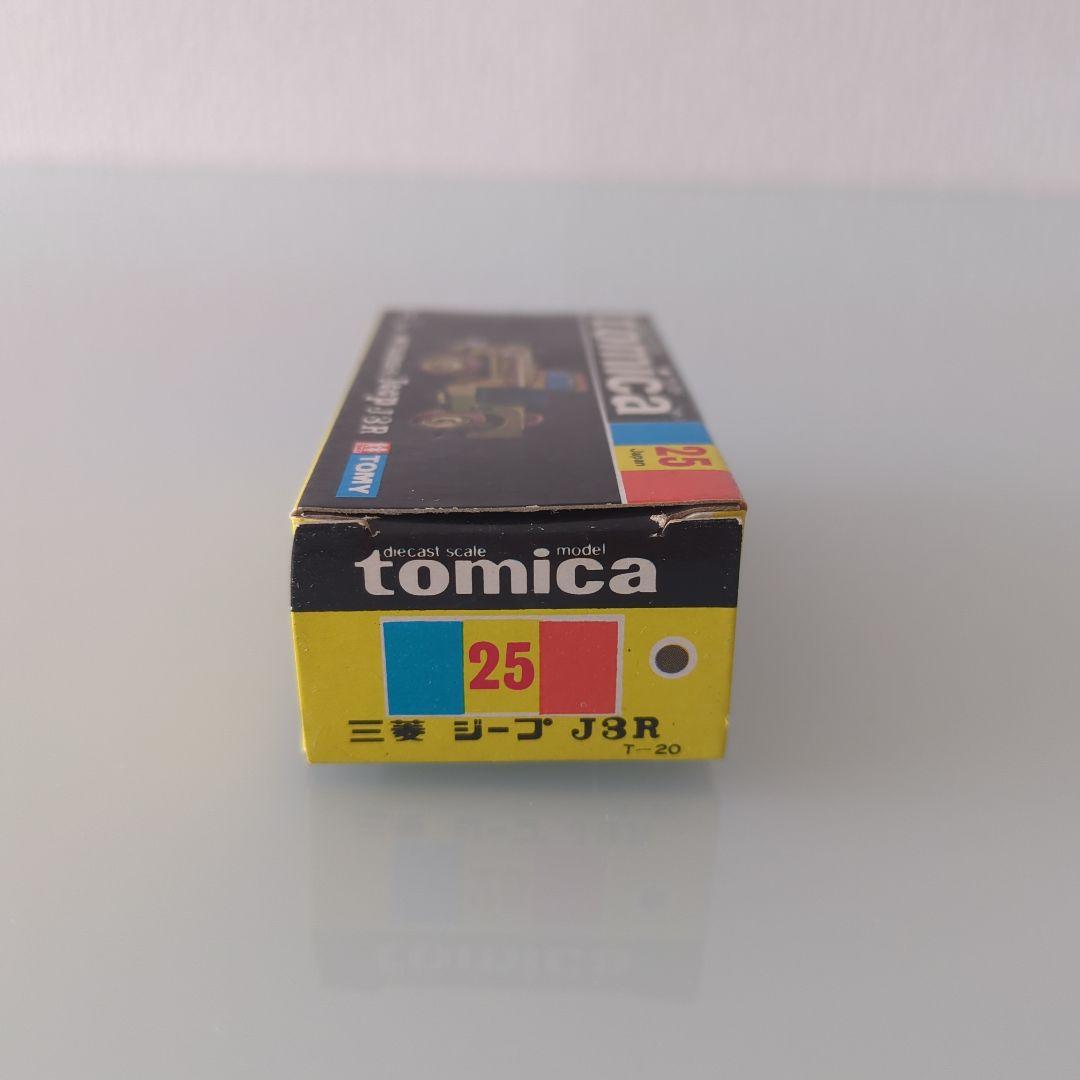 tomica
25
Japan
Jeep J3R
TOMY
diecast scale model
tomica
25
三菱 ジープ J3R
T-20